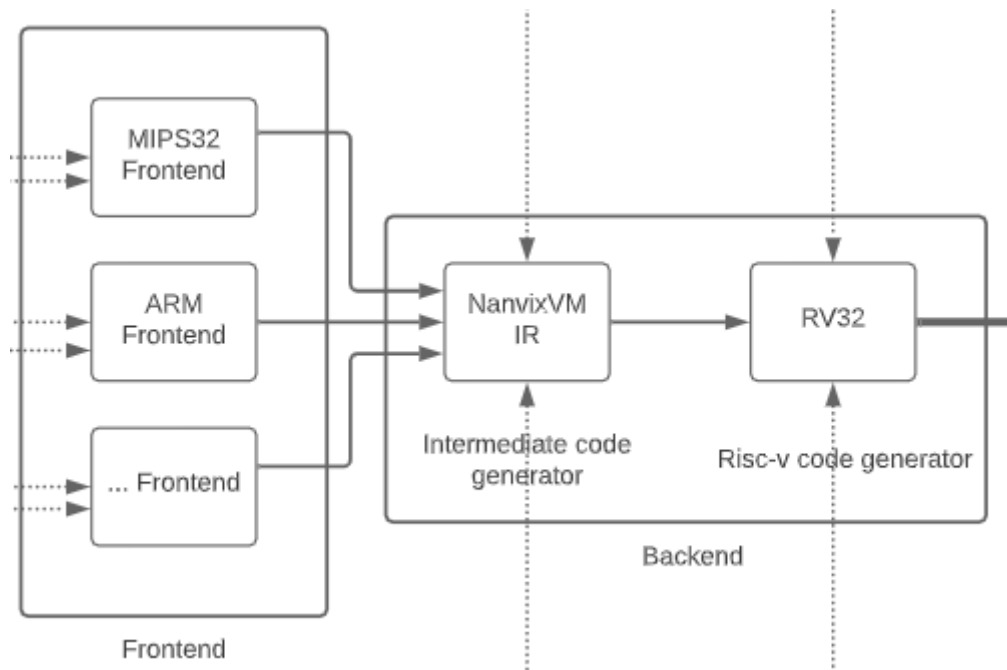 MIPS32
Frontend
ARM
Frontend
... Frontend
Frontend
NanvixVM
IR
Intermediate code
generator
RV32
Risc-v code generator
Backend